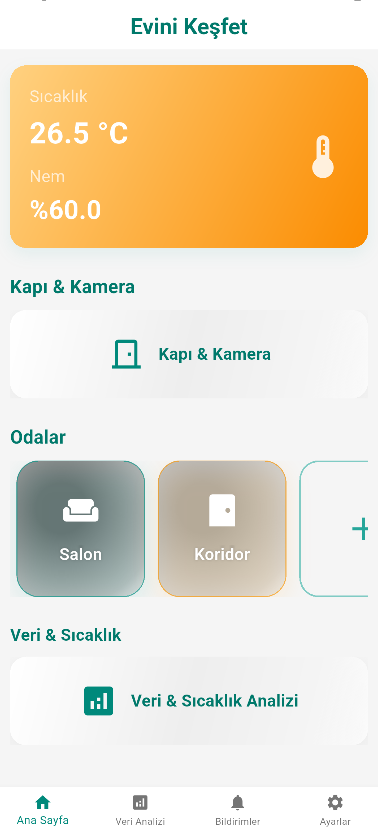 Evini Keşfet
Sıcaklık
26.5 °C
Nem
%60.0
Kapı & Kamera
Kapı & Kamera
Odalar
Salon
Koridor
+
Veri & Sıcaklık
Veri & Sıcaklık Analizi
Ana Sayfa
Veri Analizi
Bildirimler
Ayarlar